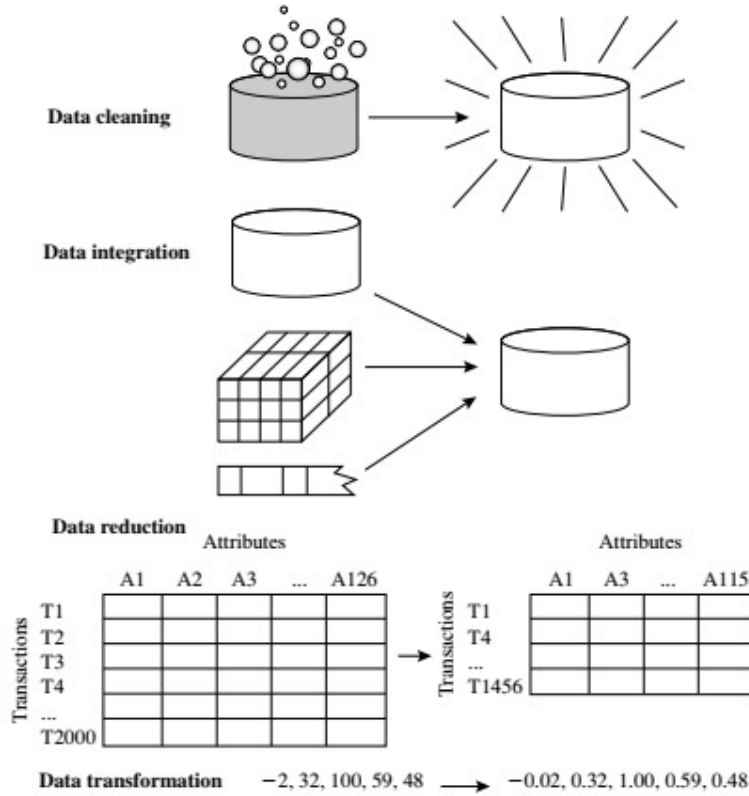 Data cleaning
Data integration
Data reduction
Attributes
A1 A2 A3 ... A126
Transactions
T1
T2
T3
T4
...
T2000
Attributes
A1 A3 ... A115
Transactions
T1
T4
...
T1456
Data transformation −2, 32, 100, 59, 48 −0.02, 0.32, 1.00, 0.59, 0.48